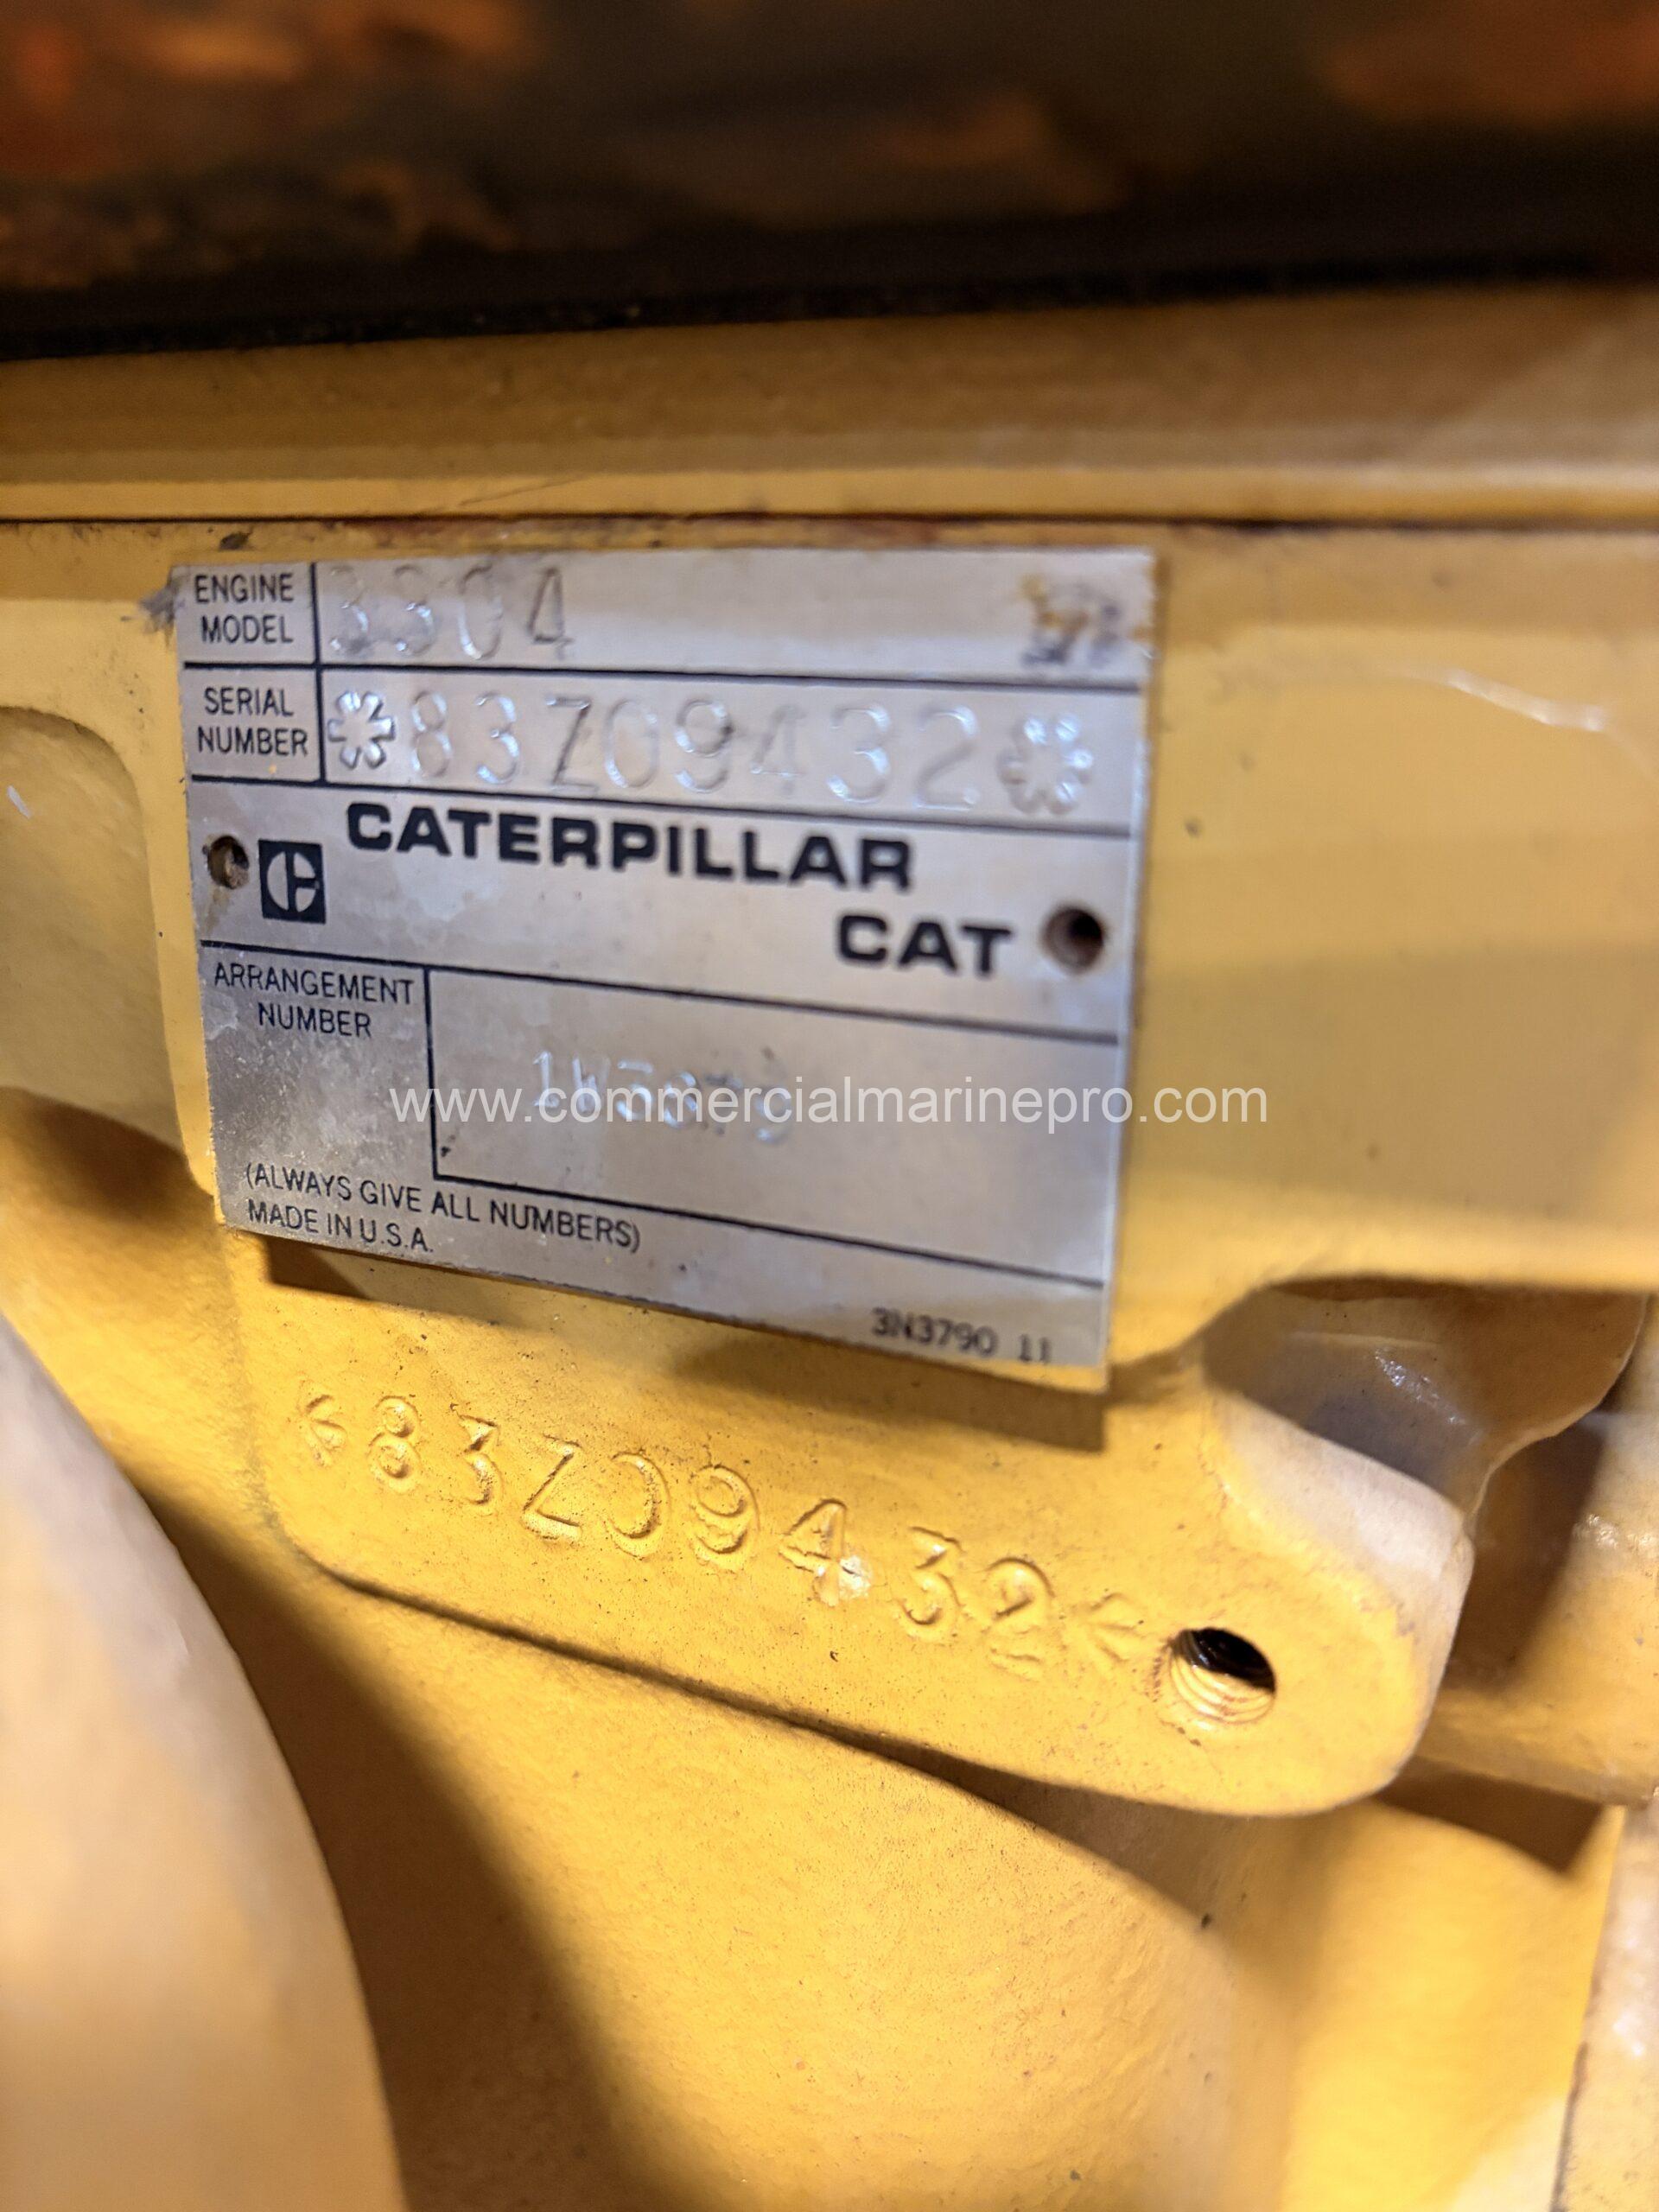 ENGINE MODEL 3304
SERIAL NUMBER *83Z09432*
CATERPILLAR
CAT
ARRANGEMENT NUMBER
www.commercialmarinepro.com
(ALWAYS GIVE ALL NUMBERS)
MADE IN U.S.A.
3N3790 11
*83Z09432*